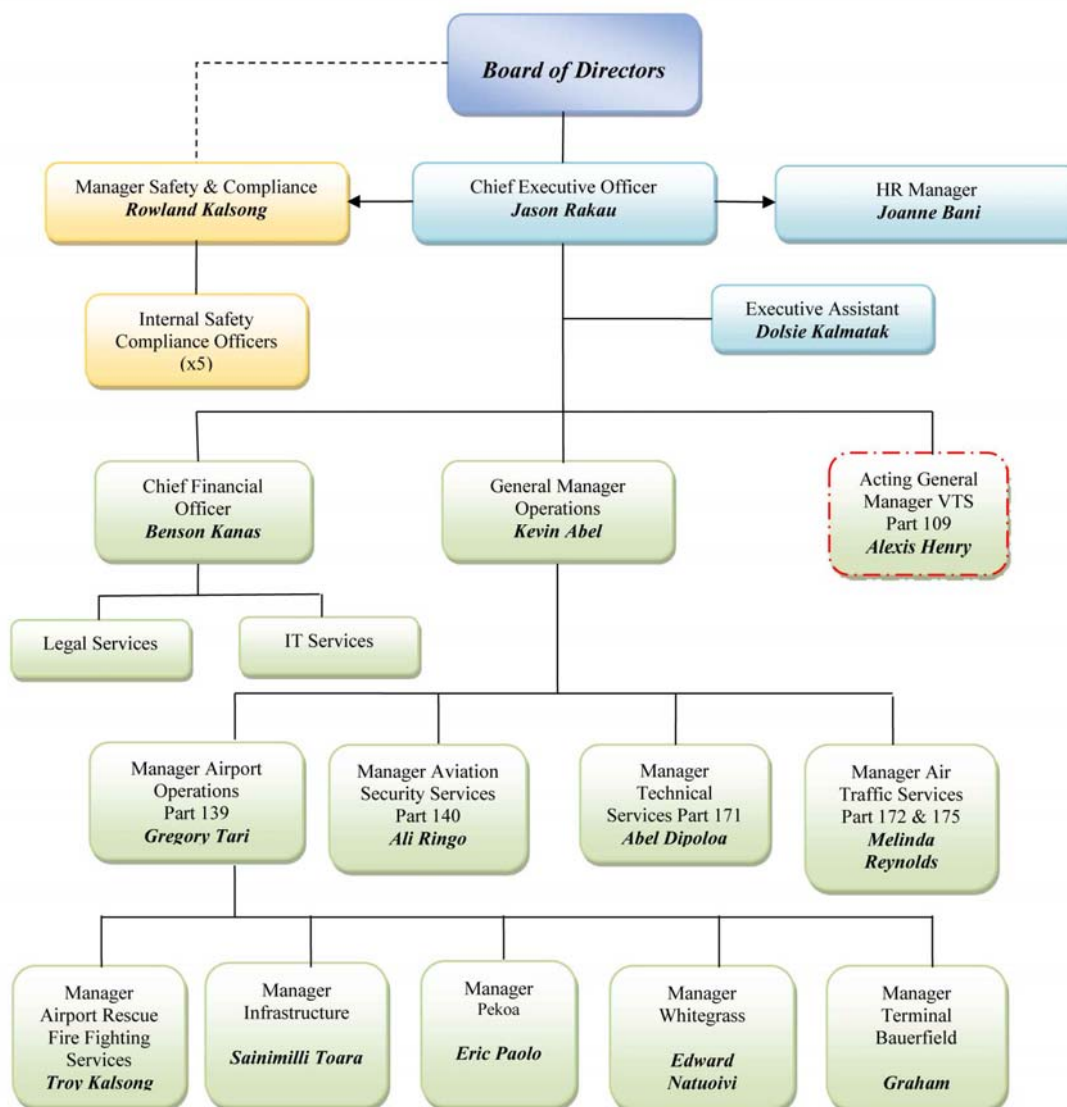 Board of Directors
Manager Safety & Compliance
Rowland Kalsong
Chief Executive Officer
Jason Rakau
HR Manager
Joanne Bani
Internal Safety
Compliance Officers
(x5)
Executive Assistant
Dolsie Kalmatak
Chief Financial
Officer
Benson Kanas
General Manager
Operations
Kevin Abel
Acting General
Manager VTS
Part 109
Alexis Henry
Legal Services
IT Services
Manager Airport
Operations
Part 139
Gregory Tari
Manager Aviation
Security Services
Part 140
Ali Ringo
Manager
Technical
Services Part 171
Abel Dipoloa
Manager Air
Traffic Services
Part 172 & 175
Melinda
Reynolds
Manager
Airport Rescue
Fire Fighting
Services
Troy Kalsong
Manager
Infrastructure
Sainimilli Toara
Manager
Pekoa
Eric Paolo
Manager
Whitegrass
Edward
Natuoivi
Manager
Terminal
Bauerfield
Graham